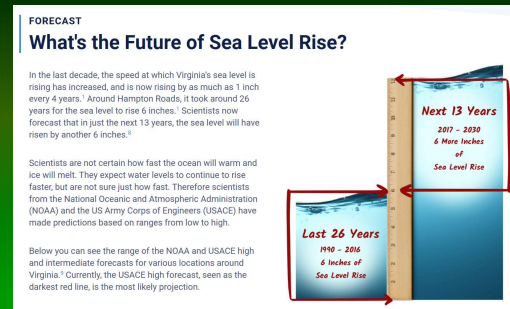 FORECAST
What's the Future of Sea Level Rise?
In the last decade, the speed at which Virginia's sea level is
rising has increased, and is now rising by as much as 1 inch
every 4 years.¹ Around Hampton Roads, it took around 26
years for the sea level to rise 6 inches.¹ Scientists now
forecast that in just the next 13 years, the sea level will have
risen by another 6 inches.⁸
Scientists are not certain how fast the ocean will warm and
ice will melt. They expect water levels to continue to rise
faster, but are not sure just how fast. Therefore scientists
from the National Oceanic and Atmospheric Administration
(NOAA) and the US Army Corps of Engineers (USACE) have
made predictions based on ranges from low to high.
Below you can see the range of the NOAA and USACE high
and intermediate forecasts for various locations around
Virginia.⁹ Currently, the USACE high forecast, seen as the
darkest red line, is the most likely projection.
Last 26 Years
1990 - 2016
6 Inches of
Sea Level Rise
Next 13 Years
2017 - 2030
6 More Inches
of
Sea Level Rise